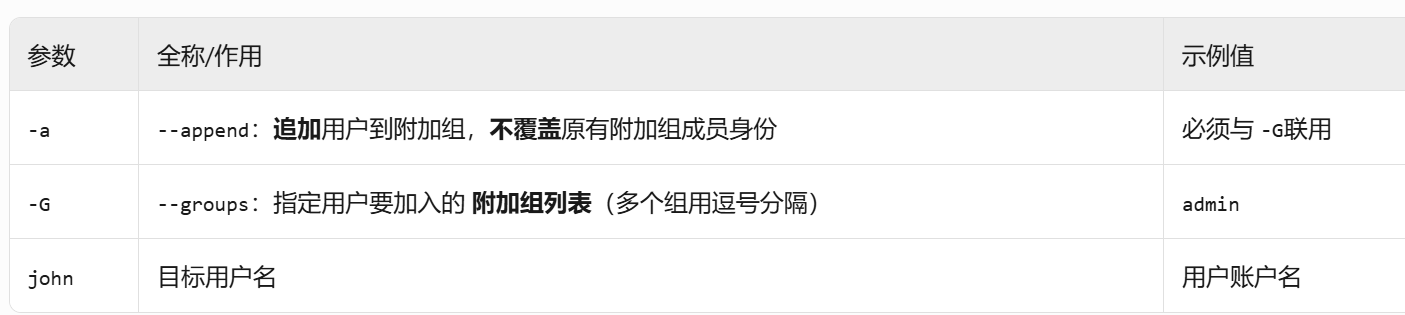 参数 全称/作用 示例值
-a --append：追加用户到附加组，不覆盖原有附加组成员身份 必须与 -G联用
-G --groups：指定用户要加入的 附加组列表（多个组用逗号分隔） admin
john 目标用户名 用户账户名